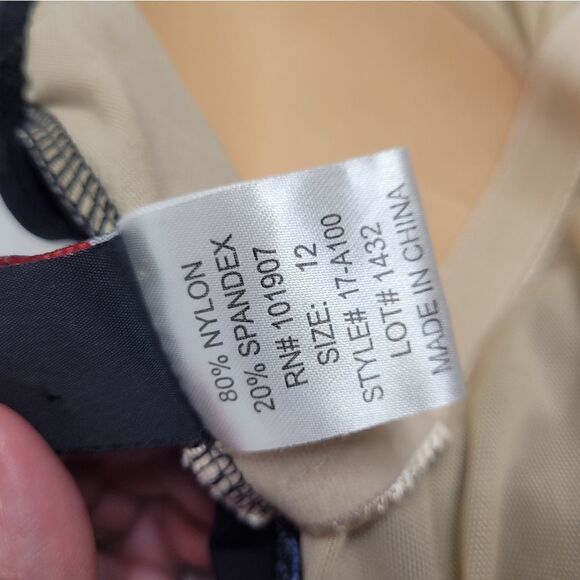 80% NYLON
20% SPANDEX
RN# 101907
SIZE: 12
STYLE# 17-A100
LOT# 1432
MADE IN CHINA